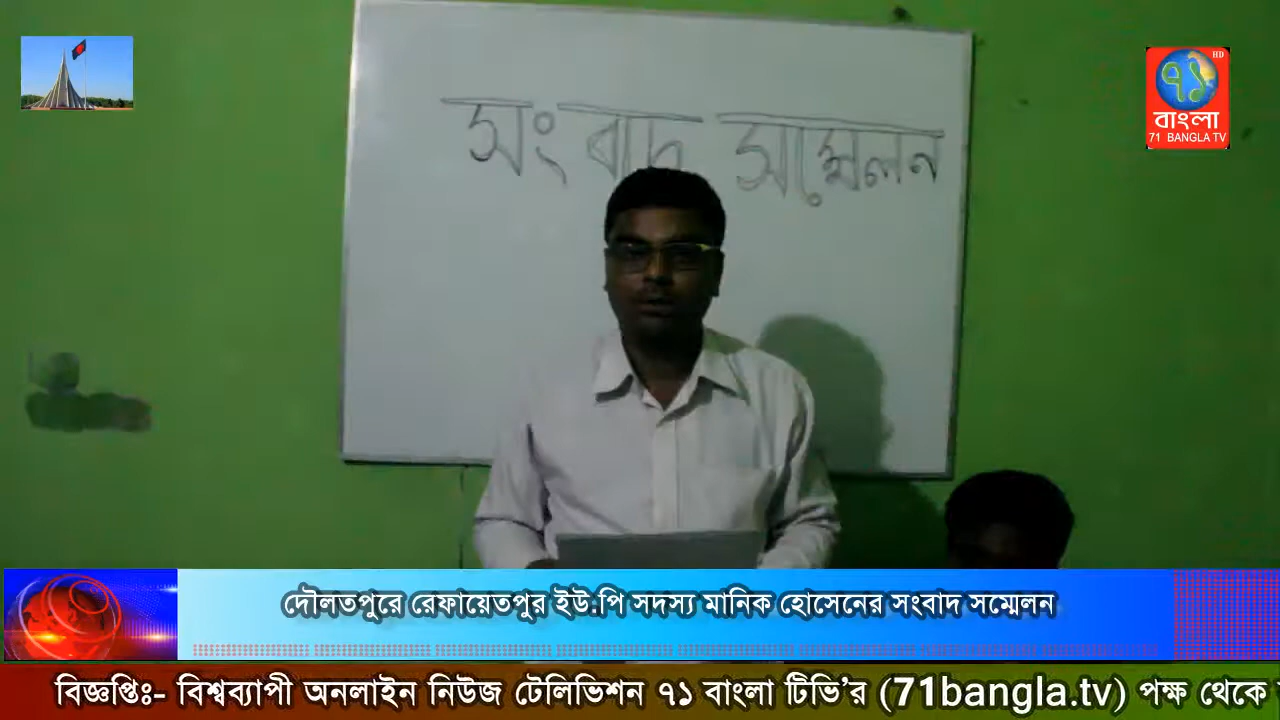 সংবাদ সম্মেলন
HD
৭১
বাংলা
71 BANGLA TV
দৌলতপুরে রেফায়েতপুর ইউ.পি সদস্য মানিক হোসেনের সংবাদ সম্মেলন
বিজ্ঞপ্তিঃ- বিশ্বব্যাপী অনলাইন নিউজ টেলিভিশন ৭১ বাংলা টিভি'র (71bangla.tv) পক্ষ থেকে